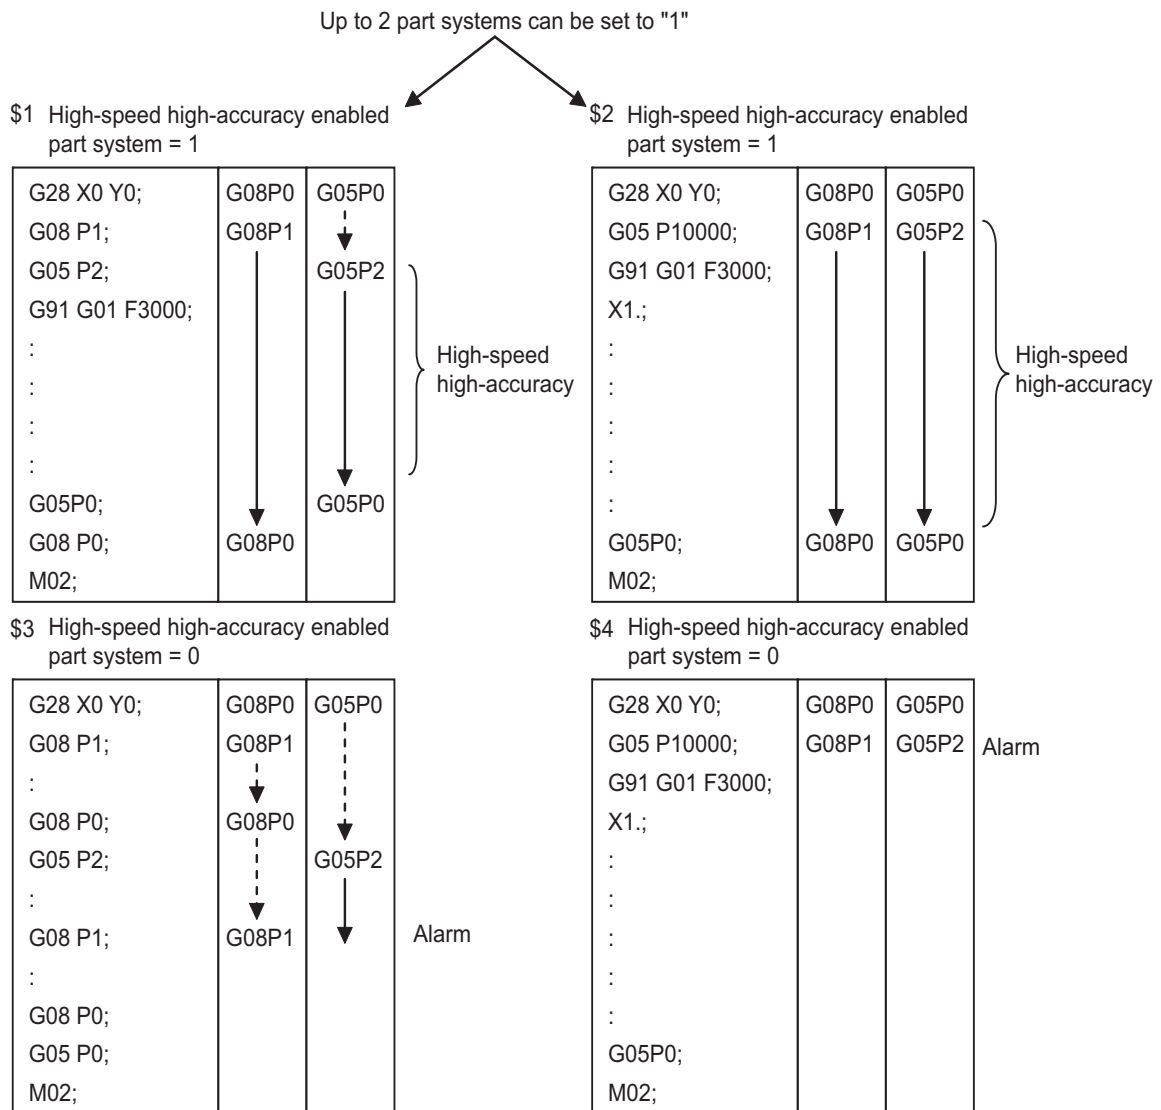 Up to 2 part systems can be set to "1"
$1 High-speed high-accuracy enabled
part system = 1
G28 X0 Y0; G08P0 G05P0
G08 P1; G08P1
G05 P2; G05P2
G91 G01 F3000;
:
:
:
:
G05P0; G05P0
G08 P0; G08P0
M02;
High-speed
high-accuracy
$2 High-speed high-accuracy enabled
part system = 1
G28 X0 Y0; G08P0 G05P0
G05 P10000; G08P1 G05P2
G91 G01 F3000;
X1.;
:
:
:
:
:
G05P0; G08P0 G05P0
M02;
High-speed
high-accuracy
$3 High-speed high-accuracy enabled
part system = 0
G28 X0 Y0; G08P0 G05P0
G08 P1; G08P1
:
G08 P0; G08P0
G05 P2; G05P2
:
G08 P1; G08P1 Alarm
:
G08 P0;
G05 P0;
M02;
$4 High-speed high-accuracy enabled
part system = 0
G28 X0 Y0; G08P0 G05P0
G05 P10000; G08P1 G05P2 Alarm
G91 G01 F3000;
X1.;
:
:
:
:
:
G05P0;
M02;